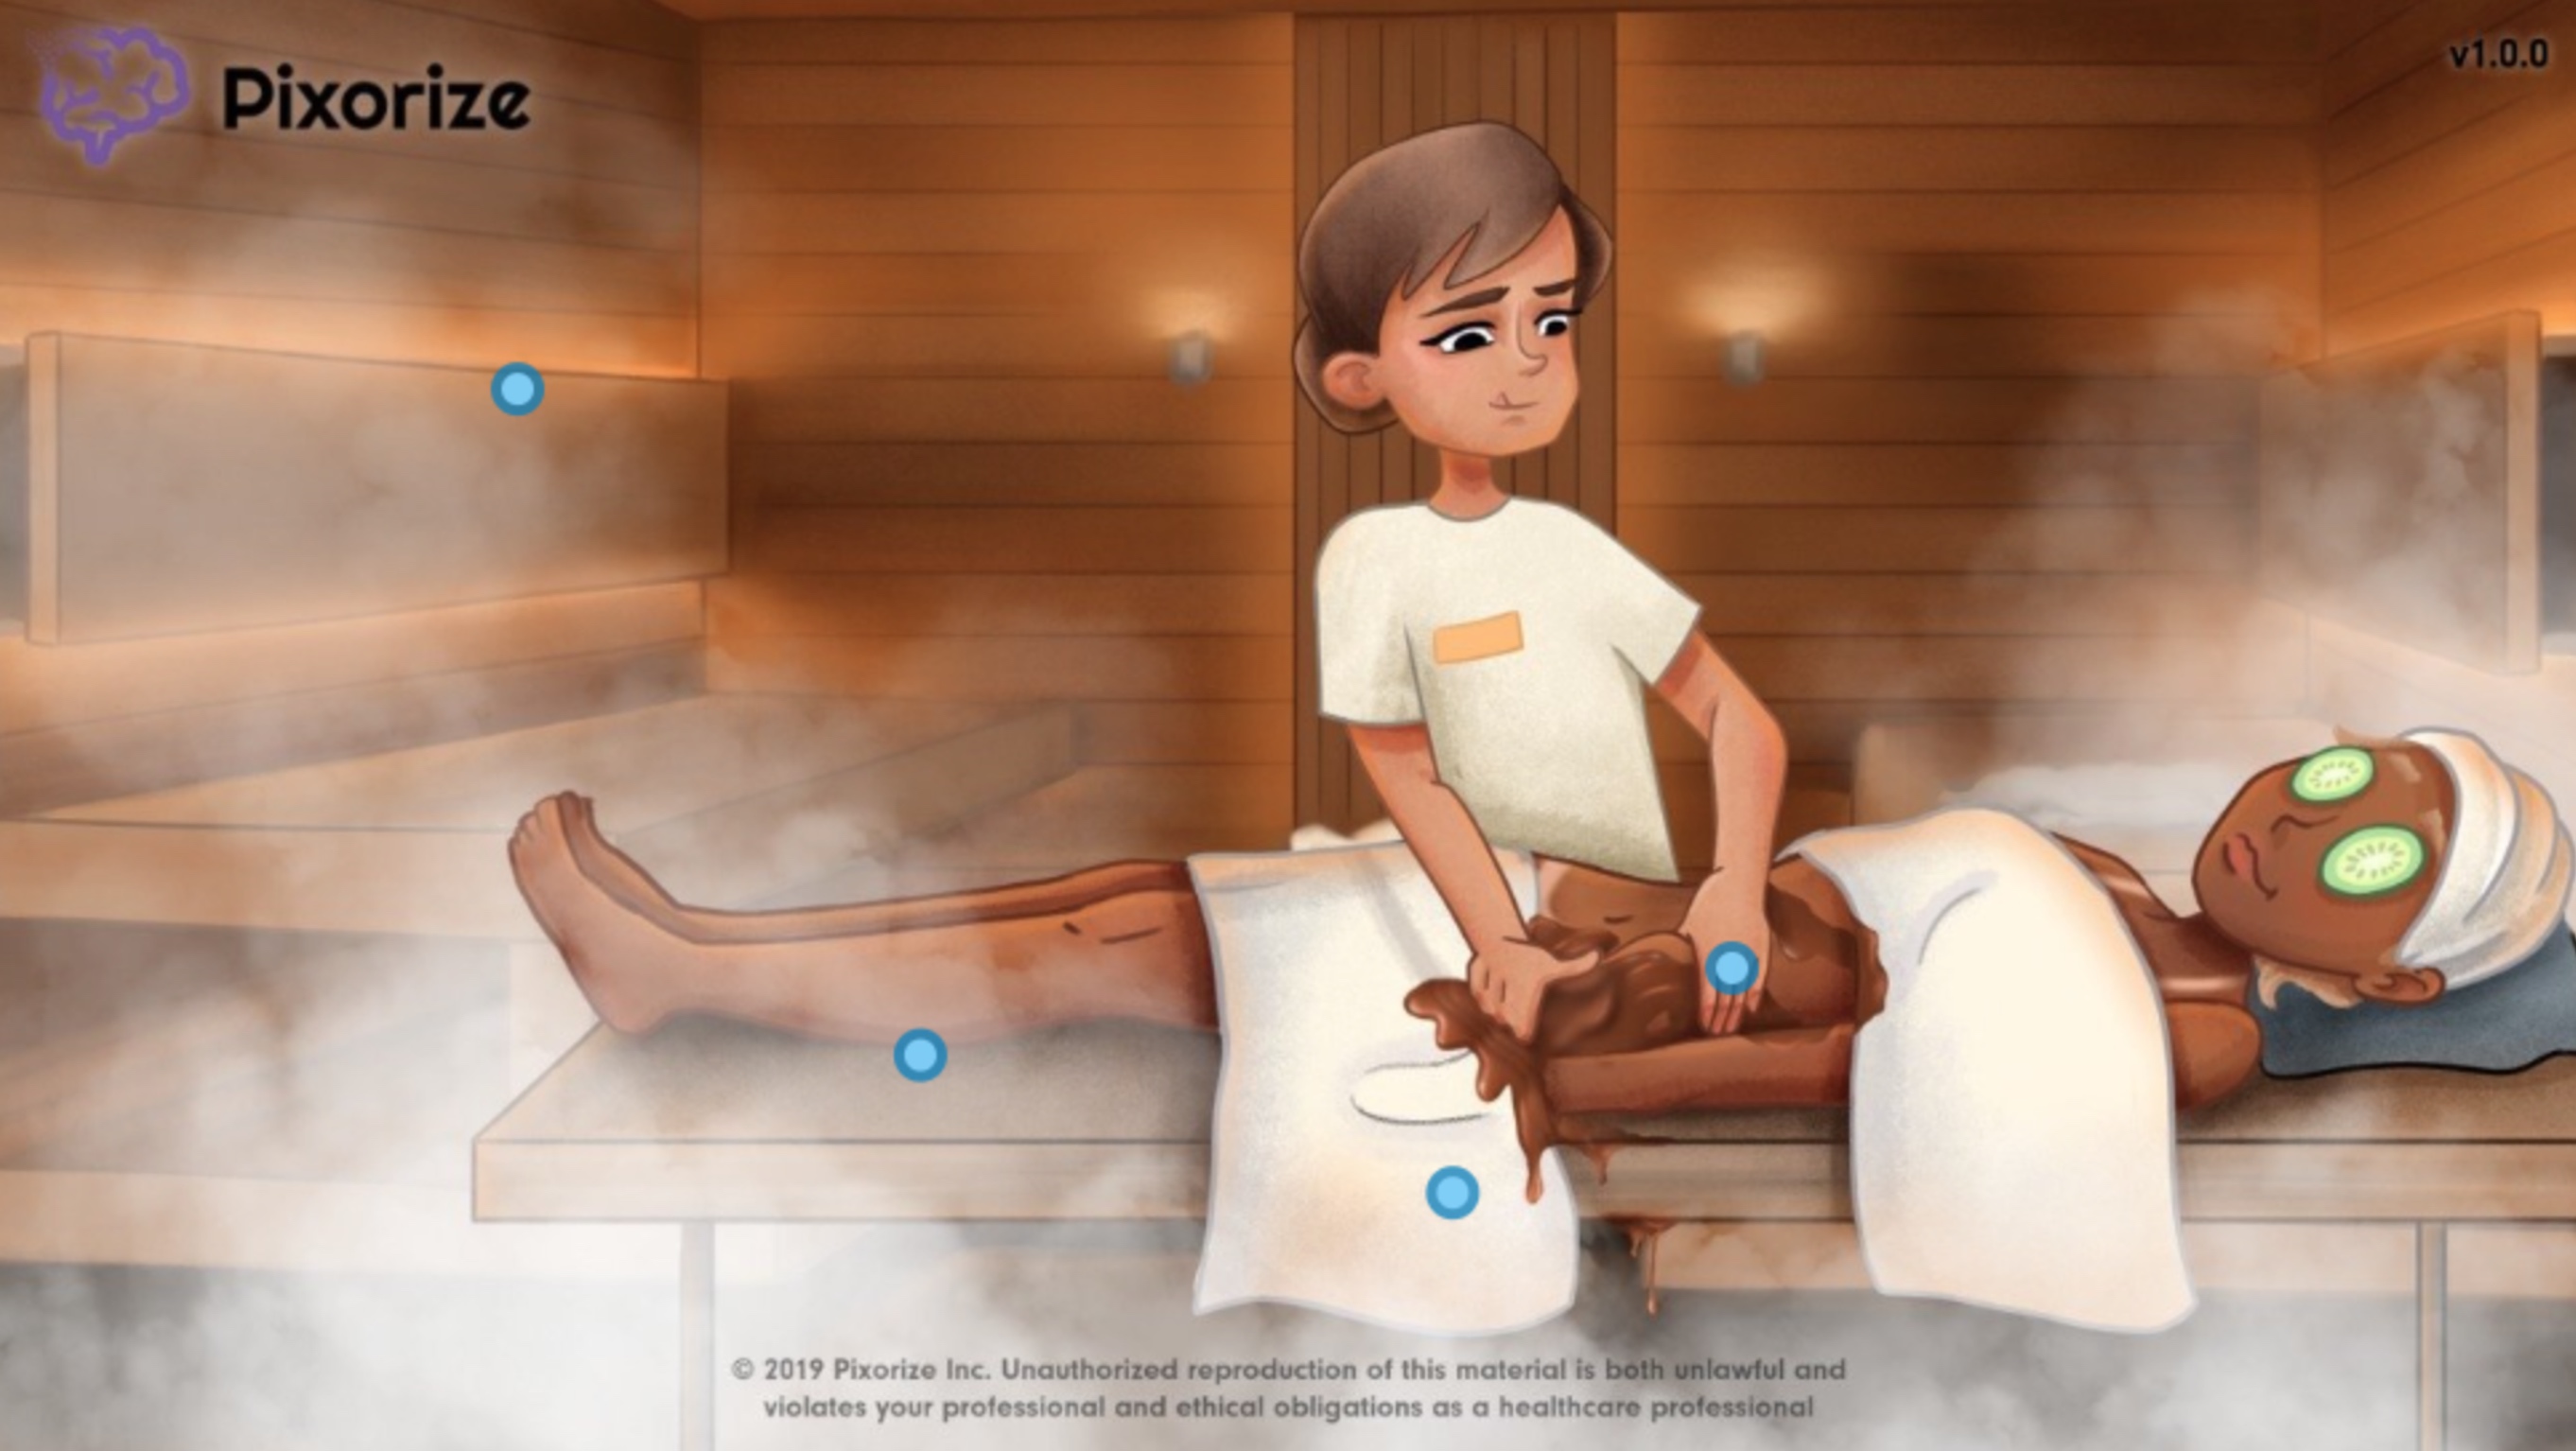 Pixorize
v1.0.0
© 2019 Pixorize Inc. Unauthorized reproduction of this material is both unlawful and
violates your professional and ethical obligations as a healthcare professional